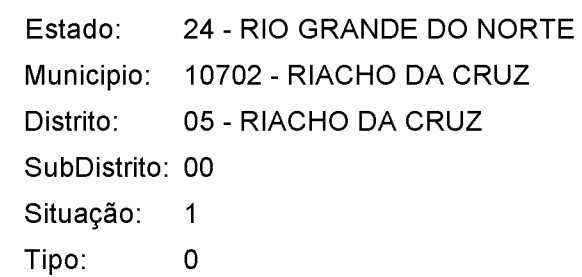 Estado: 24 - RIO GRANDE DO NORTE
Municipio: 10702 - RIACHO DA CRUZ
Distrito: 05 - RIACHO DA CRUZ
SubDistrito: 00
Situação: 1
Tipo: 0